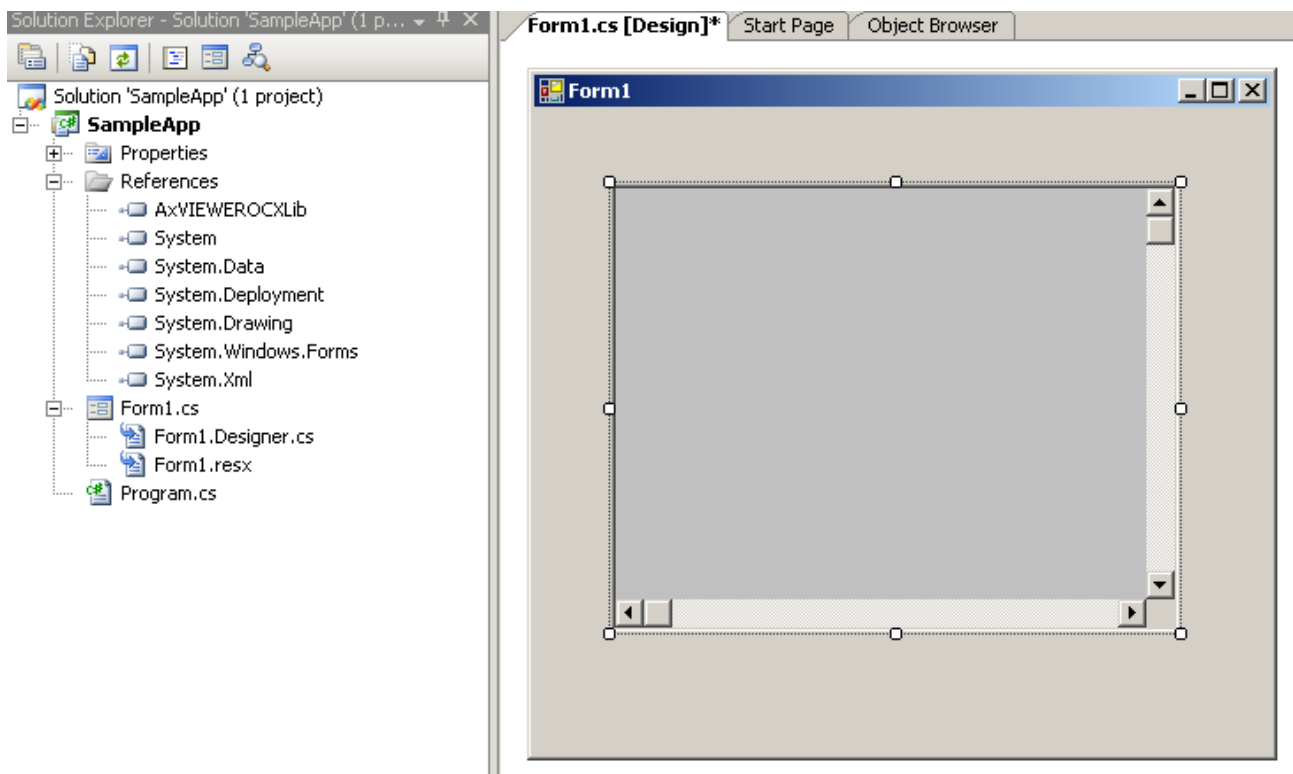 Solution Explorer - Solution 'SampleApp' (1 p...
Solution 'SampleApp' (1 project)
SampleApp
Properties
References
AxVIEWEROCXLib
System
System.Data
System.Deployment
System.Drawing
System.Windows.Forms
System.Xml
Form1.cs
Form1.Designer.cs
Form1.resx
Program.cs
Form1.cs [Design]* Start Page Object Browser
Form1